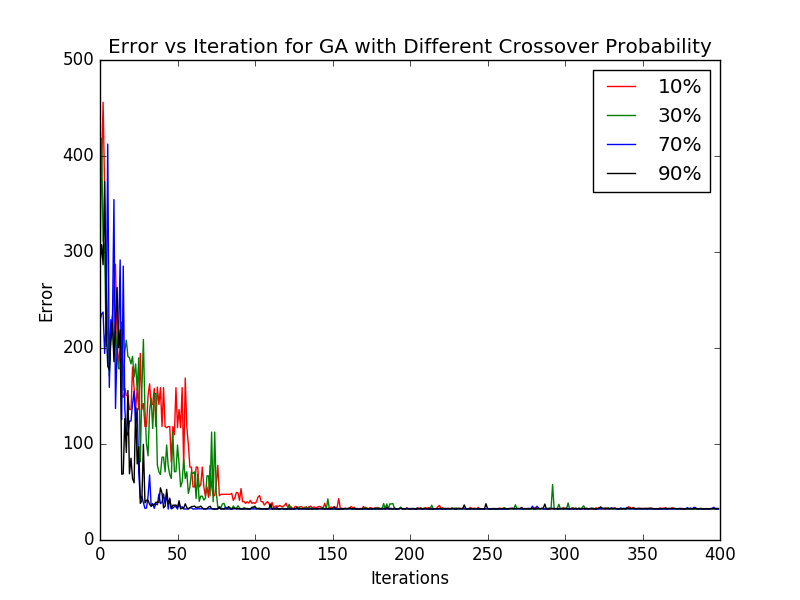 Error vs Iteration for GA with Different Crossover Probability
500
400
300
200
100
0
Error
10%
30%
70%
90%
0 50 100 150 200 250 300 350 400
Iterations